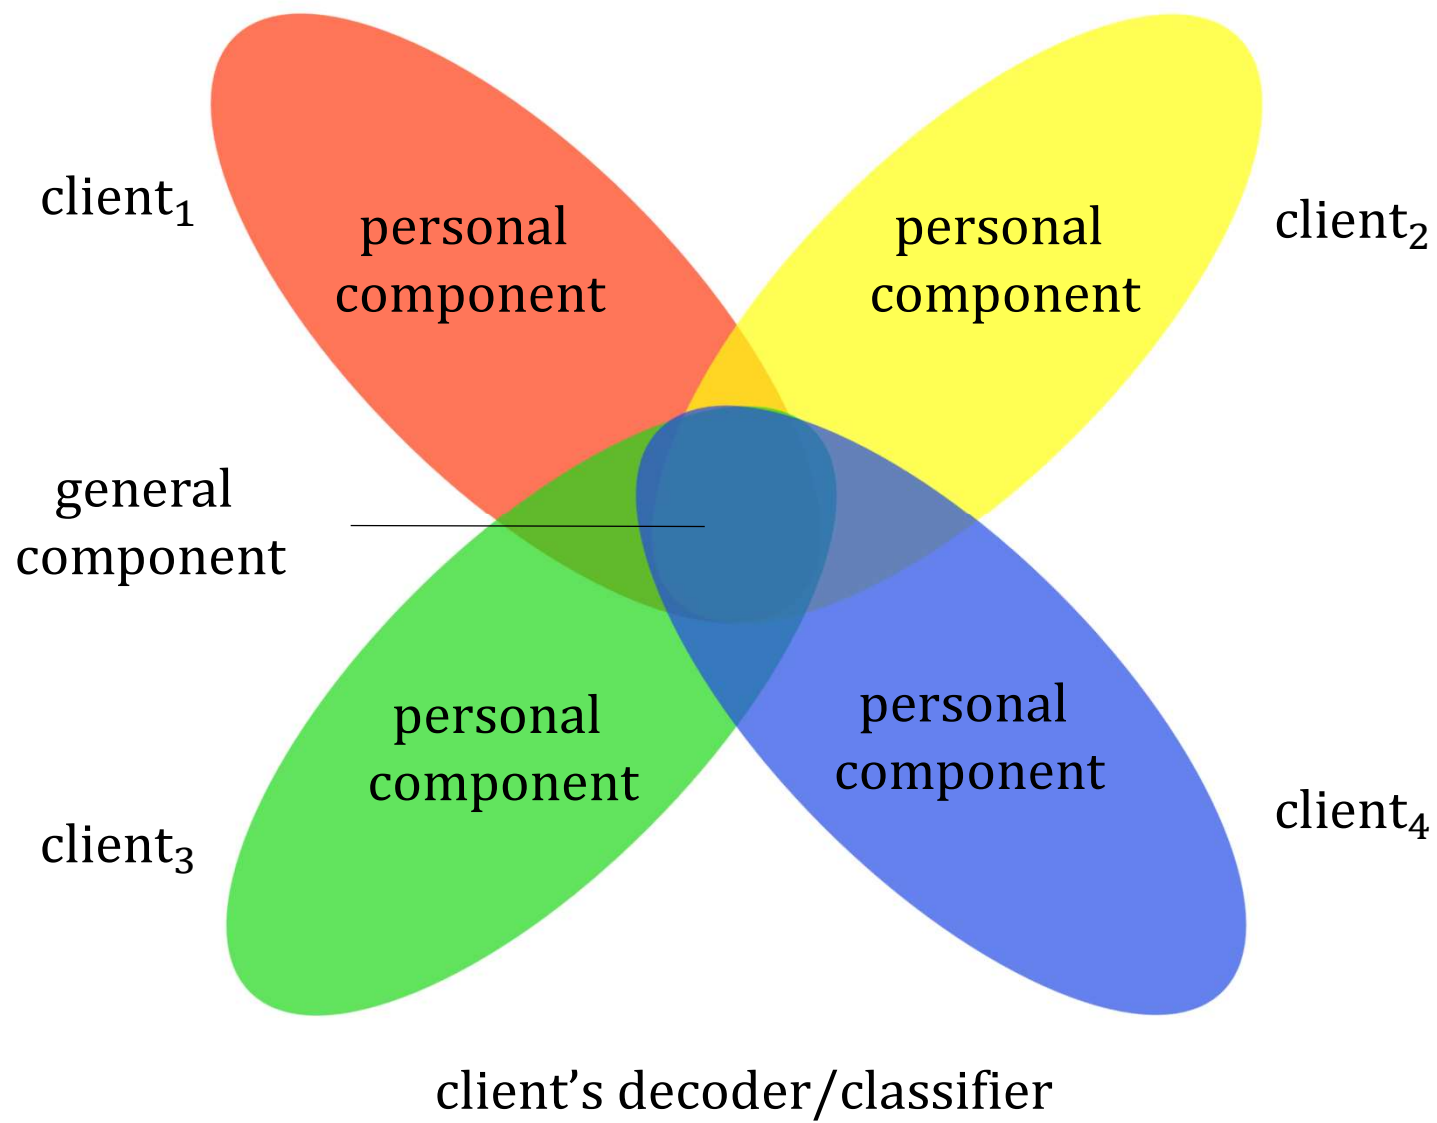 client₁
personal
component
personal
component
client₂
general
component
personal
component
client₃
personal
component
client₄
client’s decoder/classifier